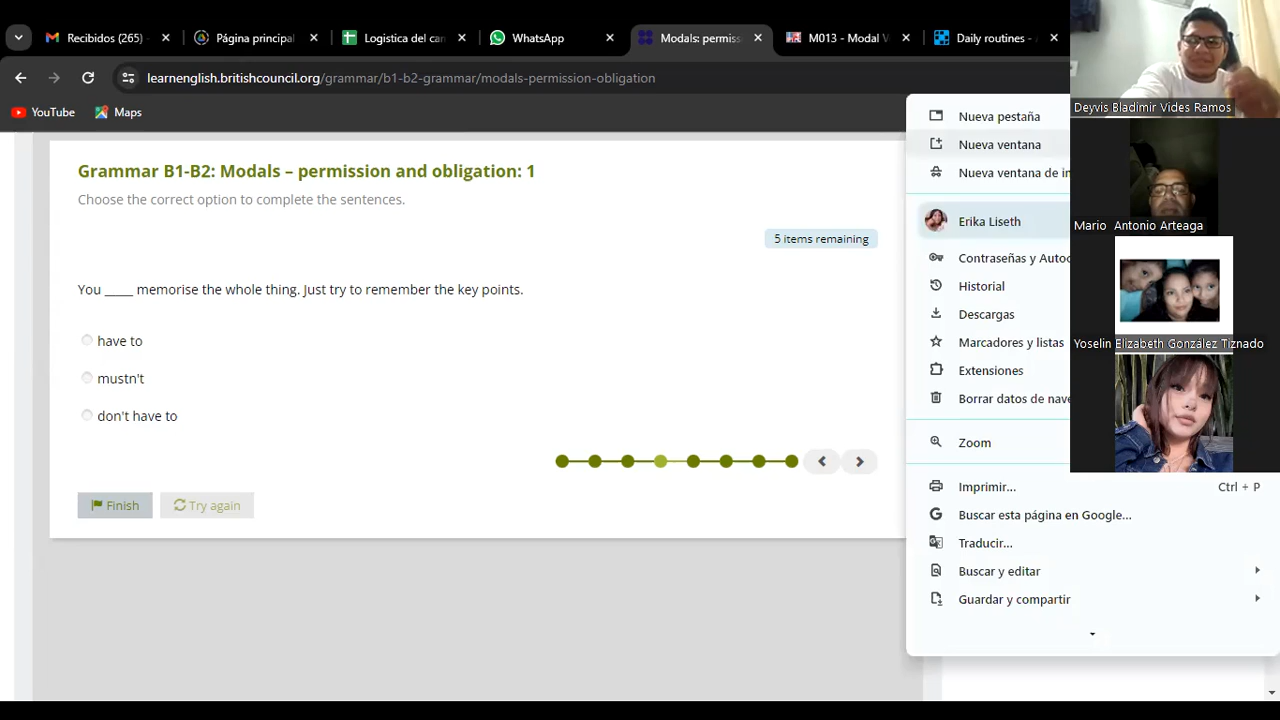 Recibidos (265)
Página principal
Logistica del car
WhatsApp
Modals: permiss
M013 - Modal V
Daily routines - A
learnenglish.britishcouncil.org/grammar/b1-b2-grammar/modals-permission-obligation
YouTube
Maps
Grammar B1-B2: Modals – permission and obligation: 1
Choose the correct option to complete the sentences.
5 items remaining
You _____ memorise the whole thing. Just try to remember the key points.
have to
mustn't
don't have to
Finish
Try again
Nueva pestaña
Nueva ventana
Nueva ventana de in
Erika Liseth
Contraseñas y Autoc
Historial
Descargas
Marcadores y listas
Extensiones
Borrar datos de nave
Zoom
Imprimir...
Ctrl + P
Buscar esta página en Google...
Traducir...
Buscar y editar
Guardar y compartir
Deyvis Bladimir Vides Ramos
Mario Antonio Arteaga
Yoselin Elizabeth González Tiznado